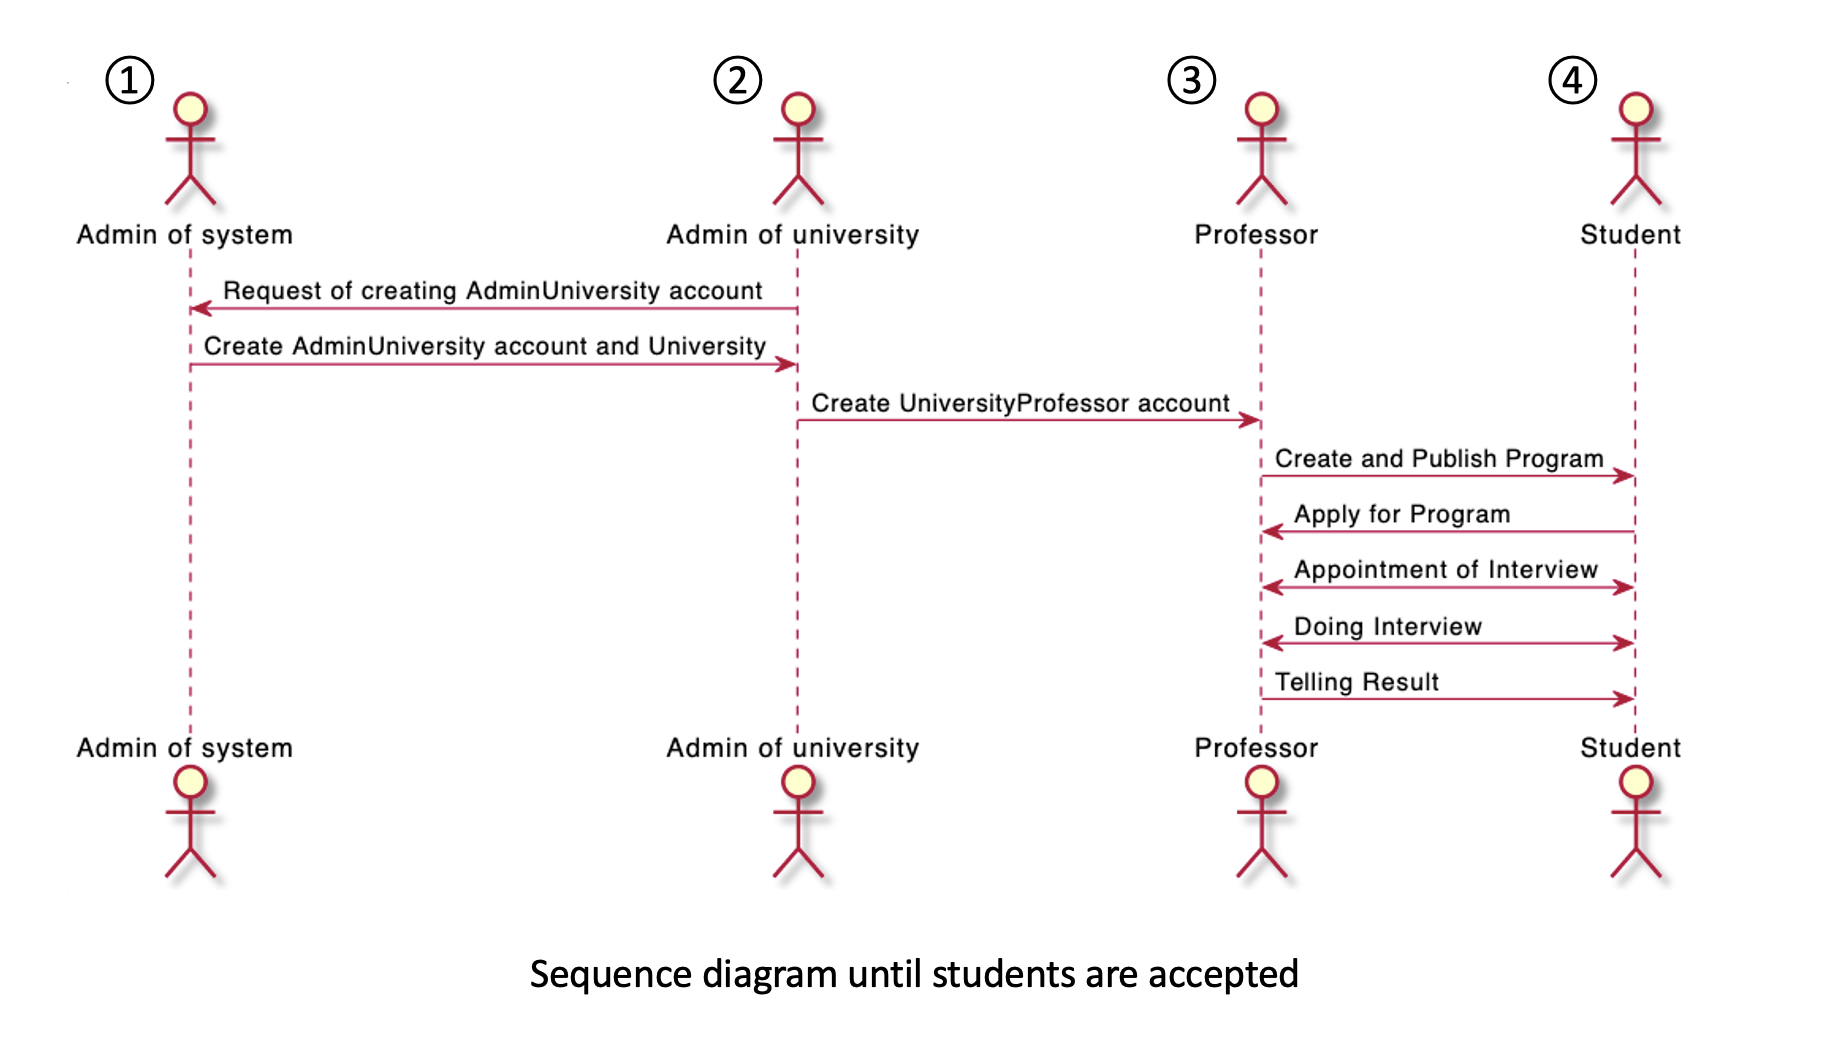 ① ② ③ ④
Admin of system Admin of university Professor Student
Request of creating AdminUniversity account
Create AdminUniversity account and University
Create UniversityProfessor account
Create and Publish Program
Apply for Program
Appointment of Interview
Doing Interview
Telling Result
Admin of system Admin of university Professor Student
Sequence diagram until students are accepted